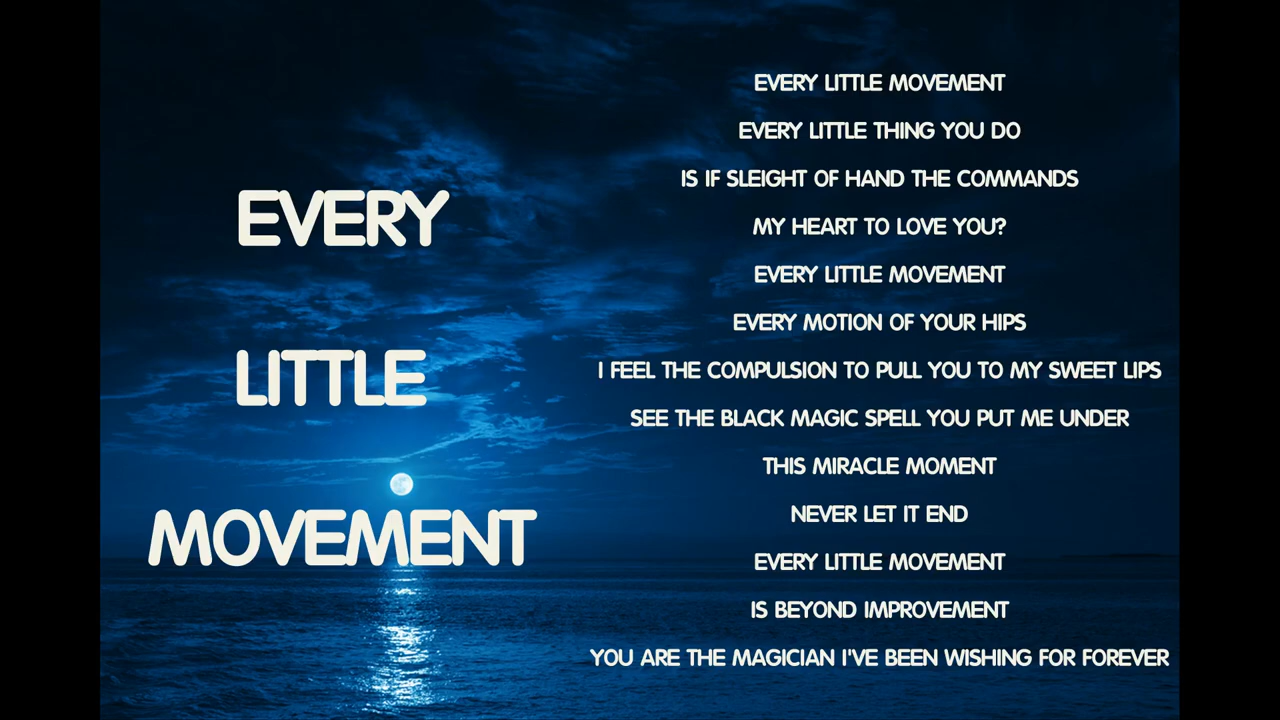 EVERY
LITTLE
MOVEMENT
EVERY LITTLE MOVEMENT
EVERY LITTLE THING YOU DO
IS IF SLEIGHT OF HAND THE COMMANDS
MY HEART TO LOVE YOU?
EVERY LITTLE MOVEMENT
EVERY MOTION OF YOUR HIPS
I FEEL THE COMPULSION TO PULL YOU TO MY SWEET LIPS
SEE THE BLACK MAGIC SPELL YOU PUT ME UNDER
THIS MIRACLE MOMENT
NEVER LET IT END
EVERY LITTLE MOVEMENT
IS BEYOND IMPROVEMENT
YOU ARE THE MAGICIAN I'VE BEEN WISHING FOR FOREVER